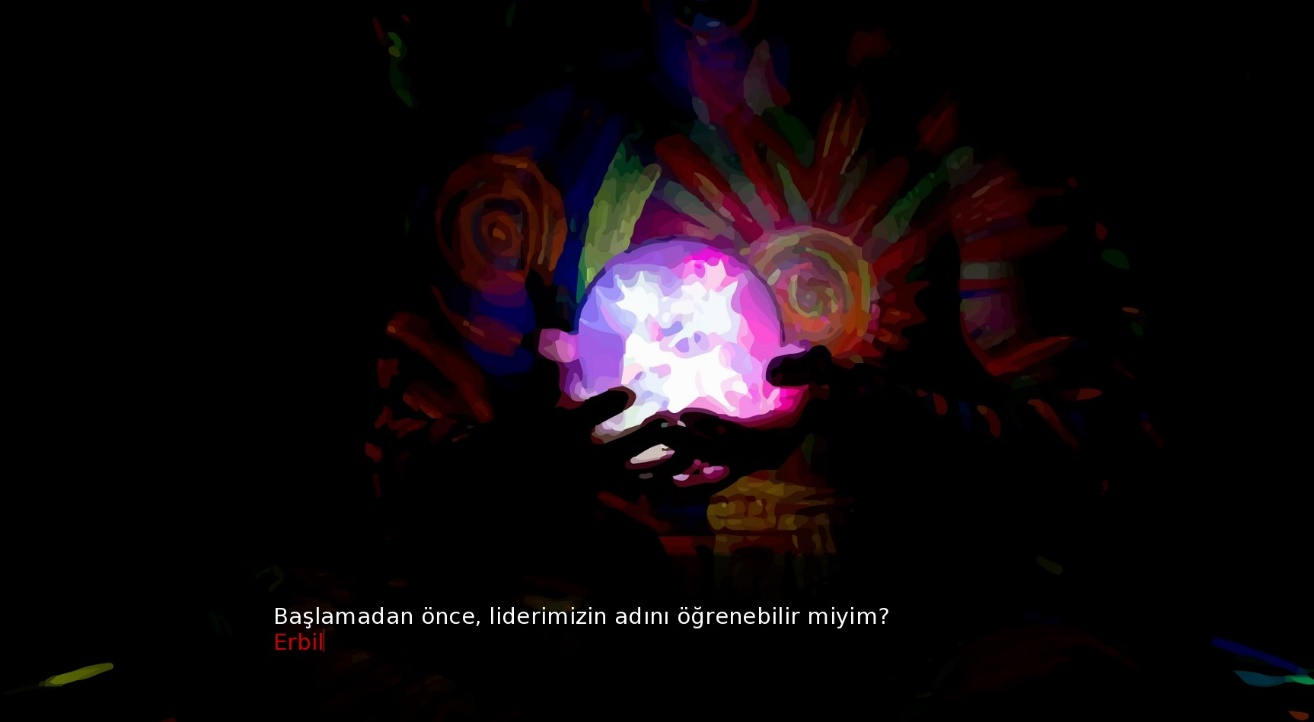 Başlamadan önce, liderimizin adını öğrenebilir miyim?
Erbil